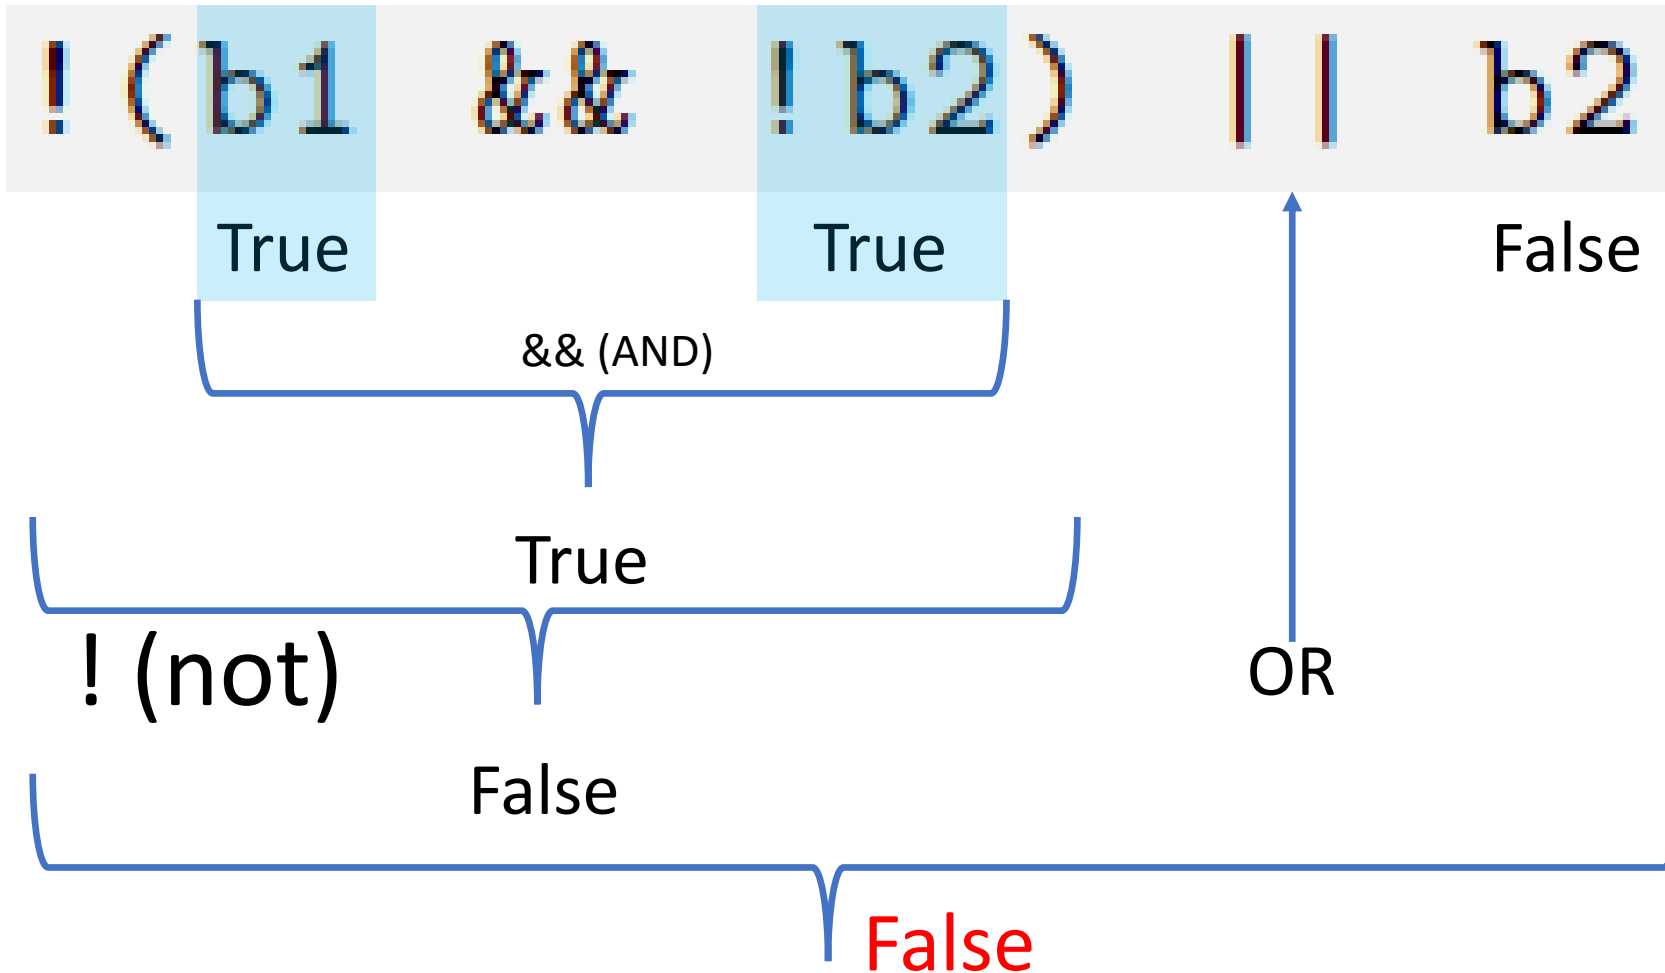 !(b1 && !b2) || b2
True True False
&& (AND)
True
! (not) OR
False
False